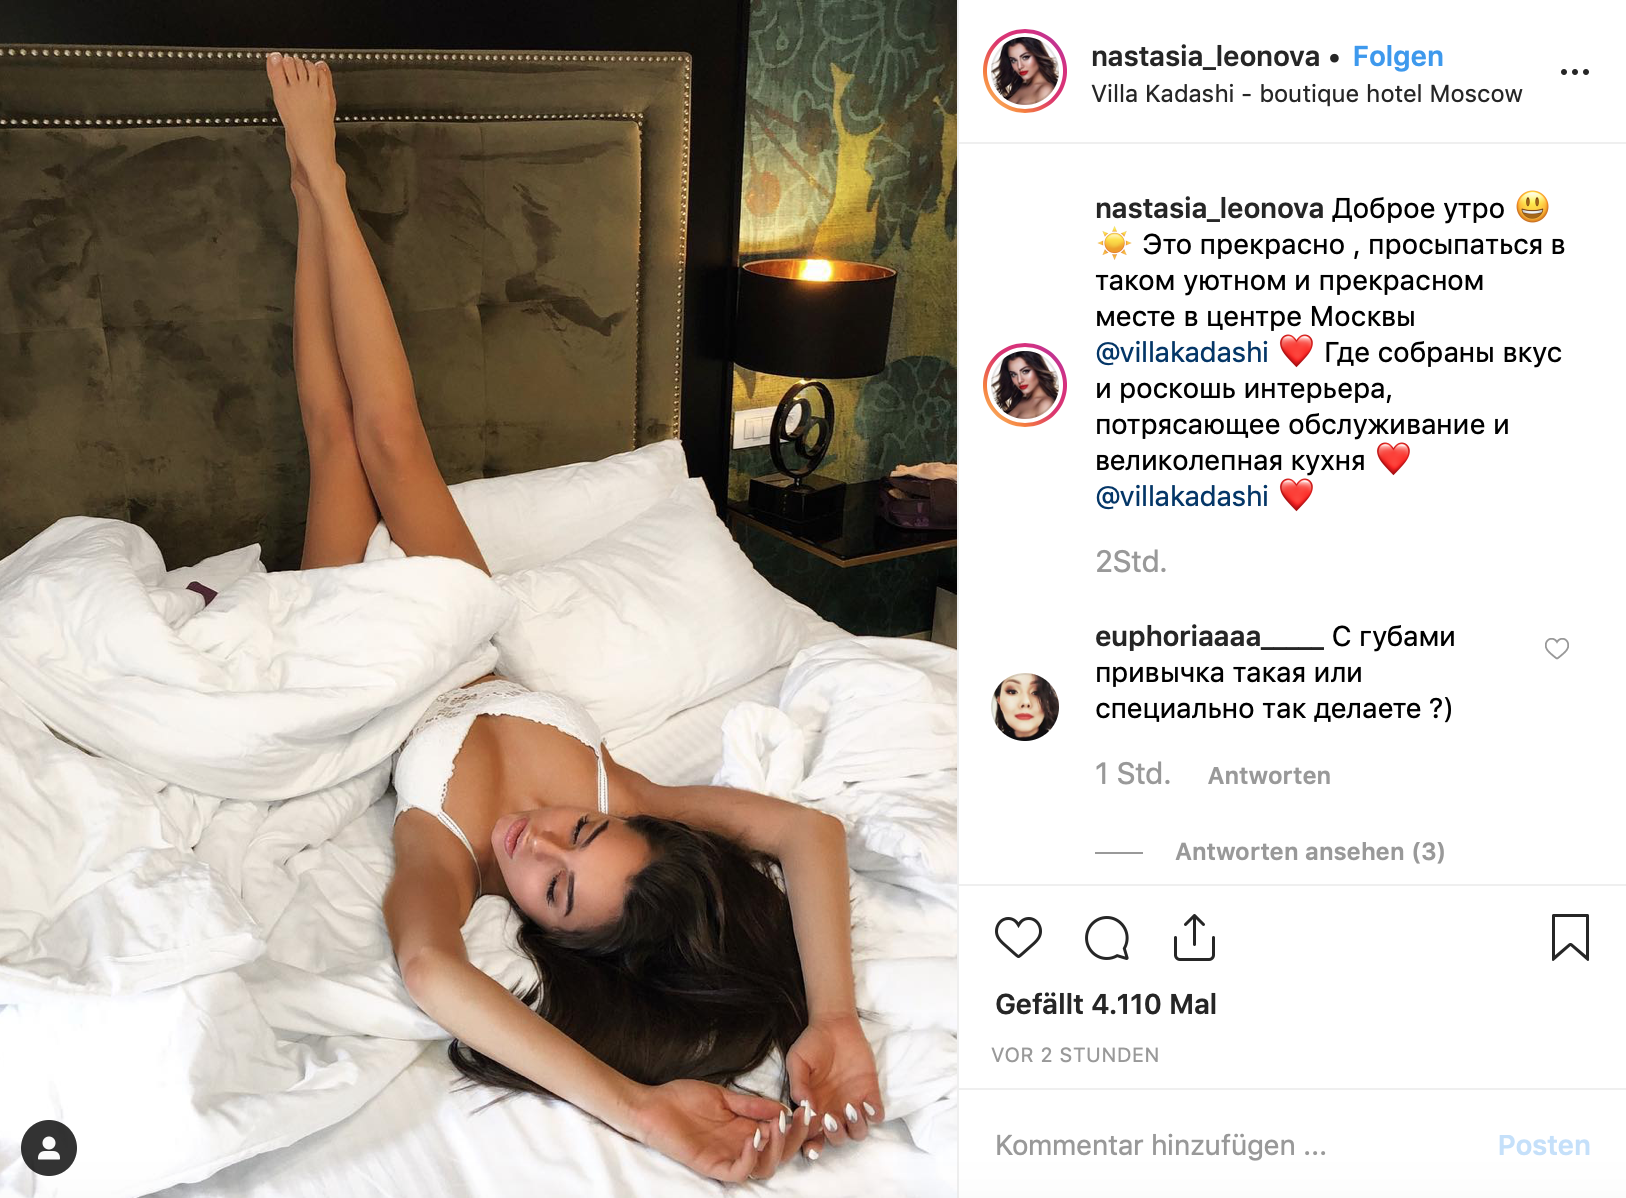 nastasia_leonova • Folgen
Villa Kadashi - boutique hotel Moscow
nastasia_leonova Доброе утро 😃
☀️ Это прекрасно , просыпаться в
таком уютном и прекрасном
месте в центре Москвы
@villakadashi ❤️ Где собраны вкус
и роскошь интерьера,
потрясающее обслуживание и
великолепная кухня ❤️
@villakadashi ❤️
2Std.
euphoriaaaa_____ С губами
привычка такая или
специально так делаете ?)
1 Std. Antworten
Antworten ansehen (3)
Gefällt 4.110 Mal
VOR 2 STUNDEN
Kommentar hinzufügen ... Posten